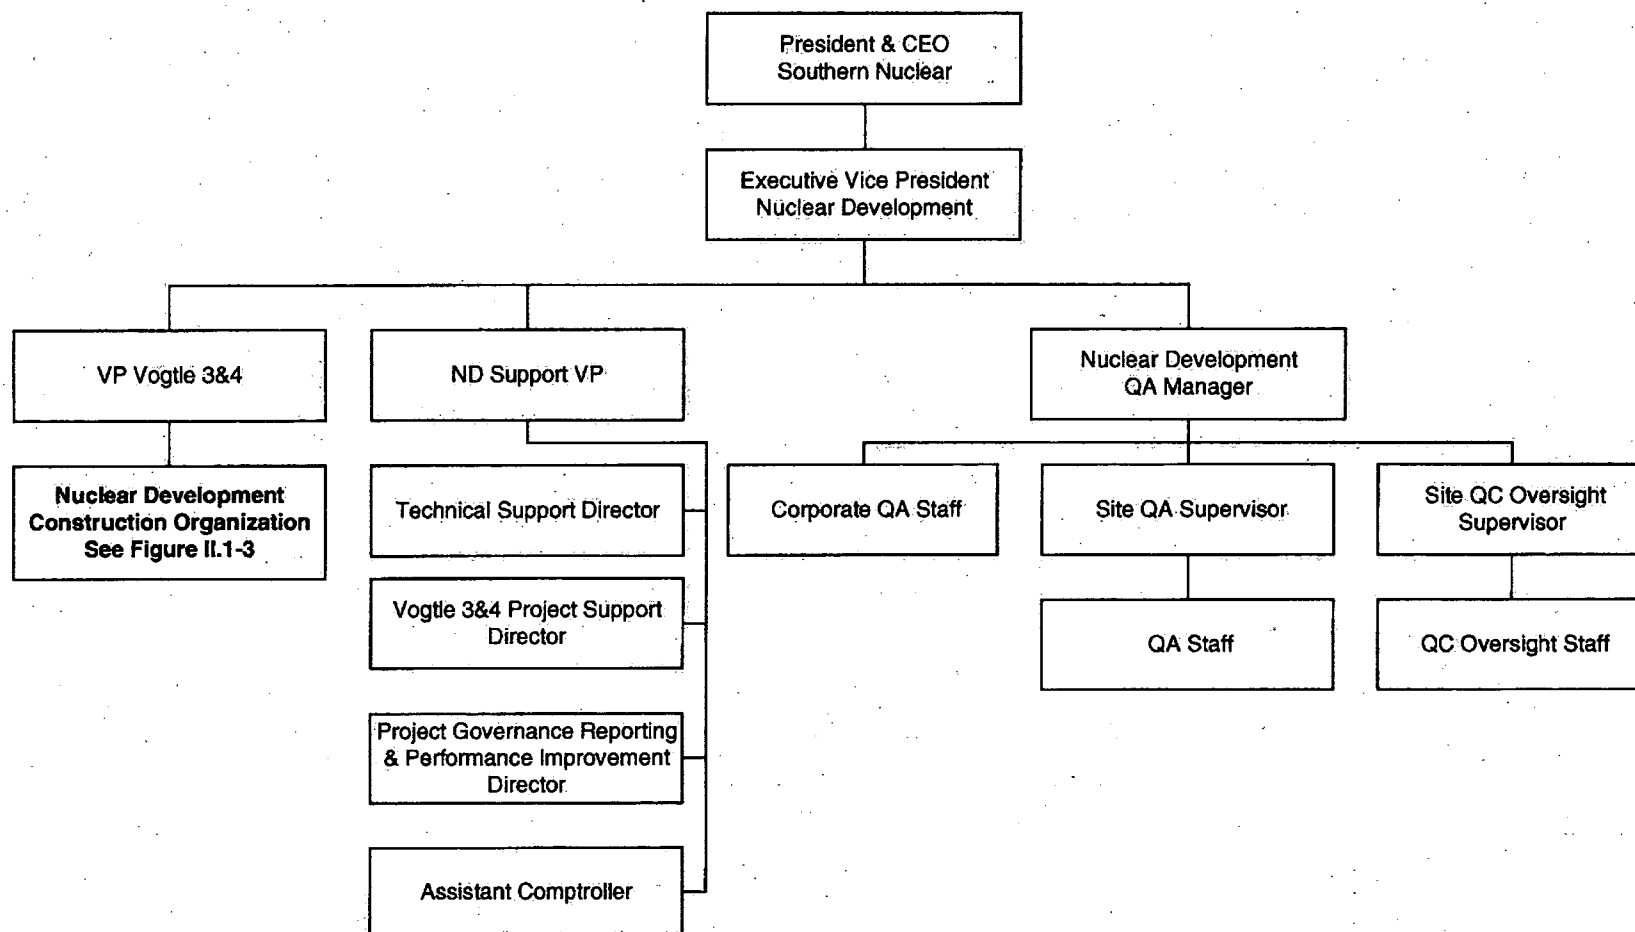 President & CEO
Southern Nuclear
Executive Vice President
Nuclear Development
VP Vogtle 3&4
ND Support VP
Nuclear Development
QA Manager
Nuclear Development
Construction Organization
See Figure II.1-3
Technical Support Director
Corporate QA Staff
Site QA Supervisor
Site QC Oversight
Supervisor
Vogtle 3&4 Project Support
Director
QA Staff
QC Oversight Staff
Project Governance Reporting
& Performance Improvement
Director
Assistant Comptroller